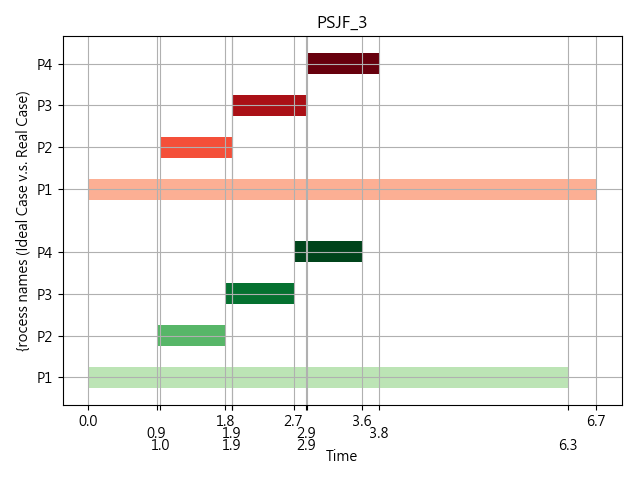 PSJF_3
P4
P3
P2
P1
P4
P3
P2
P1
{rocess names (Ideal Case v.s. Real Case)
0.0 1.8 2.7 3.6 6.7
0.9 1.9 2.9 3.8
1.0 1.9 2.9 6.3
Time